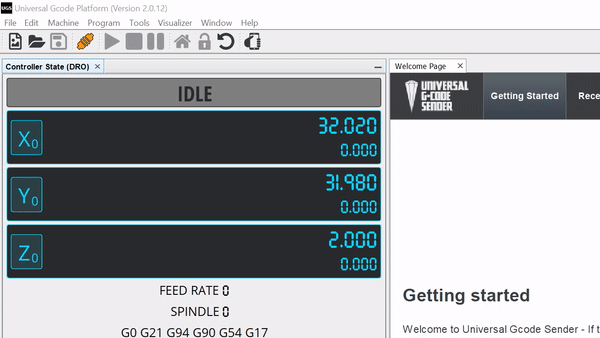 UGS Universal Gcode Platform (Version 2.0.12)
File Edit Machine Program Tools Visualizer Window Help
Controller State (DRO) ×
Welcome Page ×
IDLE
UNIVERSAL G-CODE SENDER
Getting Started Rece
X0 32.020
0.000
Y0 31.980
0.000
Z0 2.000
0.000
FEED RATE 0
SPINDLE 0
G0 G21 G94 G90 G54 G17
Getting started
Welcome to Universal Gcode Sender - If t